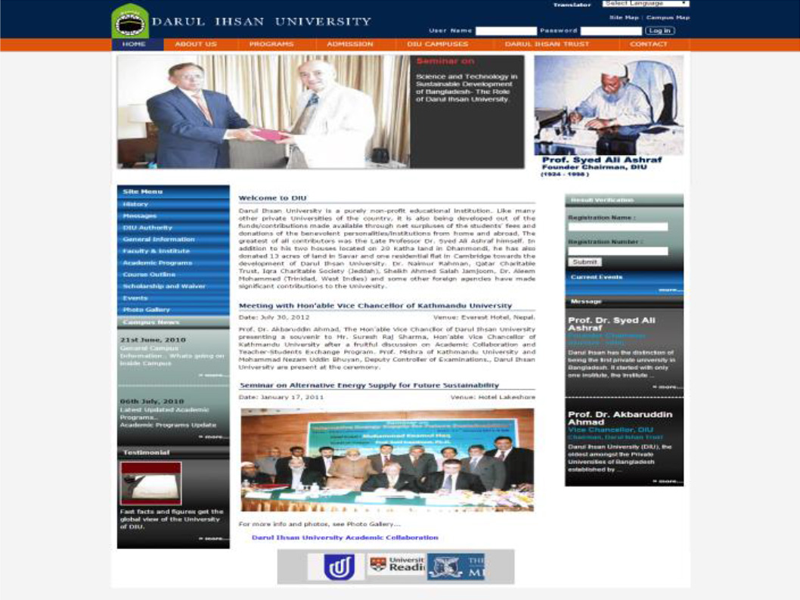 Translator
Select Language
Site Map | Campus Map
DARUL IHSAN UNIVERSITY
User Name
Password
Log in
HOME
ABOUT US
PROGRAMS
ADMISSION
DIU CAMPUSES
DARUL IHSAN TRUST
CONTACT
Seminar on
Science and Technology in
Sustainable Development
of Bangladesh- The Role
of Darul Ihsan University.
Prof. Syed Ali Ashraf
Founder Chairman, DIU
Site Menu
History
Messages
DIU Authority
General Information
Faculty & Institute
Academic Programs
Course Outline
Scholarship and Waiver
Events
Photo Gallery
Campus News
21st June, 2010
General Campus
Information.. Whats going on
inside Campus
» more...
06th July, 2010
Latest Updated Academic
Programs..
Academic Programs Update
» more...
Testimonial
Fast facts and figures get the
global view of the University
of DIU.
» more...
Welcome to DIU
Darul Ihsan University is a purely non-profit educational institution. Like many
other private Universities of the country, it is also being developed out of the
funds/contributions made available through net surpluses of the students' fees and
donations of the benevolent personalities/institutions from home and abroad. The
greatest of all contributors was the Late Professor Dr. Syed Ali Ashraf himself. In
addition to his two houses located on 20 Katha land in Dhanmondi, he has also
donated 13 acres of land in Savar and one residential flat in Cambridge towards the
development of Darul Ihsan University. Dr. Naimur Rahman, Qatar Charitable
Trust, Iqra Charitable Society (Jeddah), Sheikh Ahmed Salah Jamjoom, Dr. Aleem
Mohammed (Trinidad, West Indies) and some other foreign agencies have made
significant contributions to the University.
Meeting with Hon'able Vice Chancellor of Kathmandu University
Date: July 30, 2012
Venue: Everest Hotel, Nepal.
Prof. Dr. Akbaruddin Ahmad, The Hon'able Vice Chancllor of Darul Ihsan University
presenting a souvenir to Mr. Suresh Raj Sharma, Hon'able Vice Chancellor of
Kathmandu University after a fruitful discussion on Academic Collaboration and
Teacher-Students Exchange Program. Prof. Mishra of Kathmandu University and
Mohammad Nezam Uddin Bhuyan, Deputy Controller of Examinations., Darul Ihsan
University are present at the ceremony.
Seminar on Alternative Energy Supply for Future Sustainability
Date: January 17, 2011
Venue: Hotel Lakeshore
For more info and photos, see Photo Gallery...
Darul Ihsan University Academic Collaboration
Universit
Readi
THE
Result Verification
Registration Name :
Registration Number :
Submit
Current Events
more...
Message
Prof. Dr. Syed Ali
Ashraf
Darul Ihsan has the distinction of
being the first private university in
Bangladesh. It started with only
one institute, the Institute ...
» more...
Prof. Dr. Akbaruddin
Ahmad
Vice Chancellor, DIU
Chairman, Darul Ihsan Trust
Darul Ihsan University (DIU), the
oldest amongst the Private
Universities of Bangladesh
established by ...
» more...